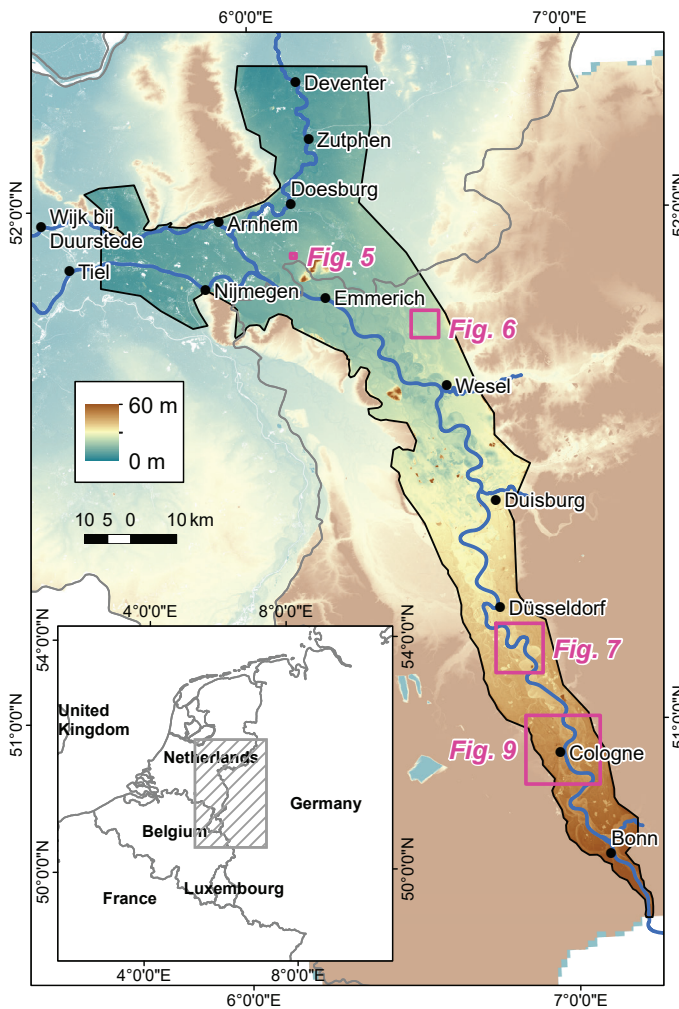 6°0'0"E
7°0'0"E
Deventer
Zutphen
Doesburg
52°0'0"N
52°0'0"N
Wijk bij
Duurstede
Arnhem
Fig. 5
Tiel
Nijmegen
Emmerich
Fig. 6
Wesel
60 m
0 m
Duisburg
10 5 0 10 km
Düsseldorf
4°0'0"E
8°0'0"E
54°0'0"N
Fig. 7
United
Kingdom
51°0'0"N
51°0'0"N
Fig. 9
Cologne
Netherlands
Germany
Belgium
Bonn
50°0'0"N
50°0'0"N
Luxembourg
France
4°0'0"E
8°0'0"E
6°0'0"E
7°0'0"E